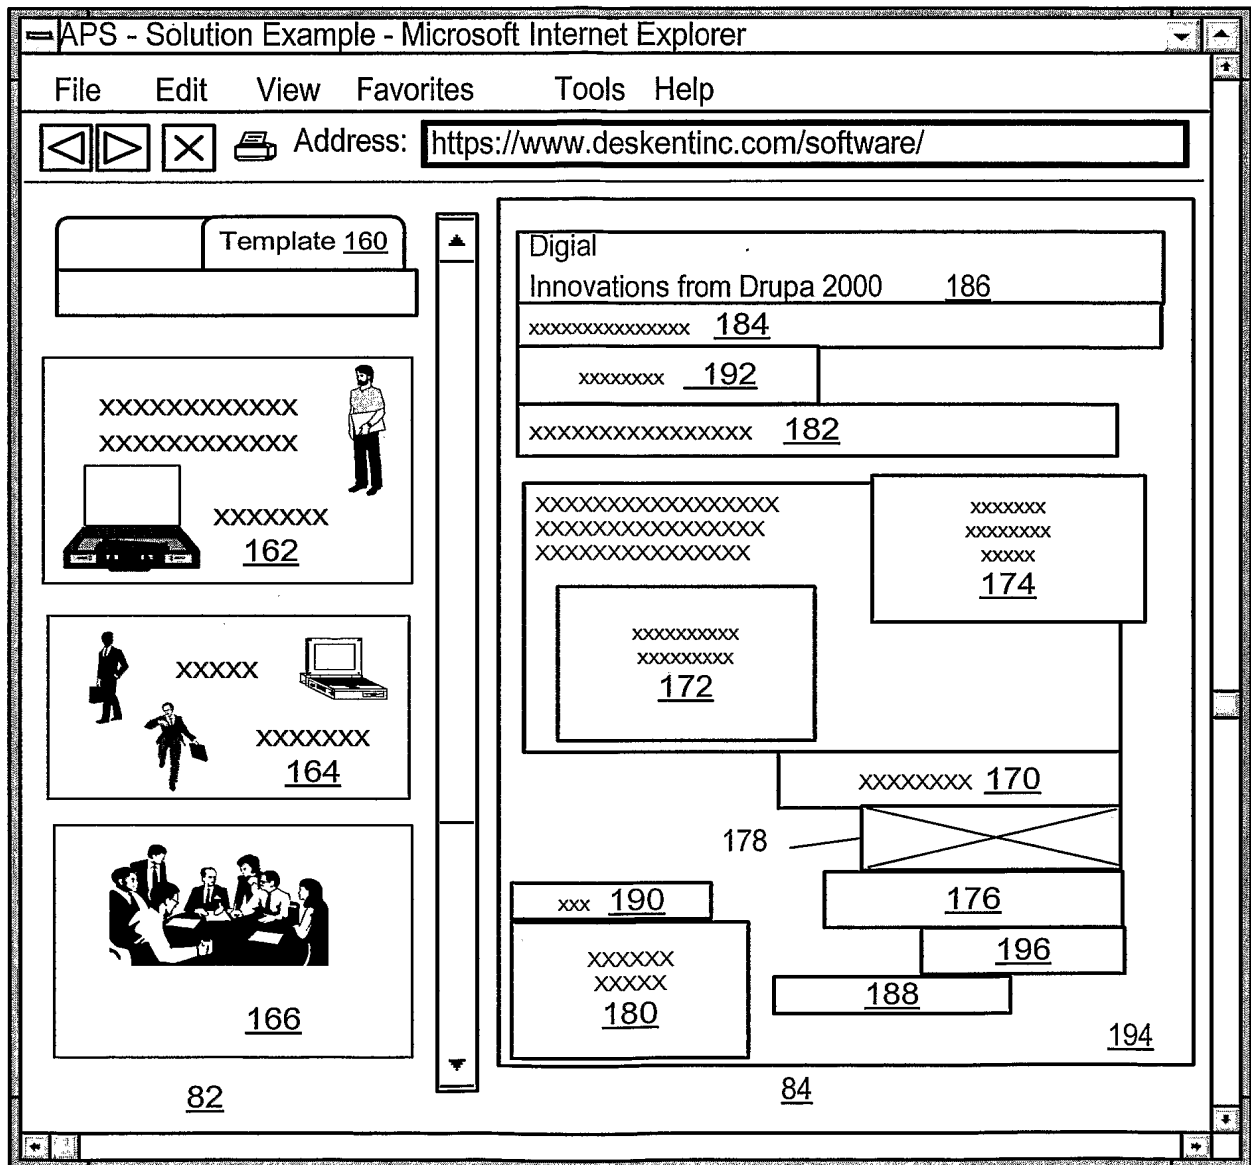 APS - Solution Example - Microsoft Internet Explorer
File Edit View Favorites Tools Help
Address: https://www.deskentinc.com/software/
Template 160
xxxxxxxxxxxx
xxxxxxxxxxxx
xxxxxxx
162
xxxxx
xxxxxxx
164
166
82
Digial
Innovations from Drupa 2000 186
xxxxxxxxxxxxxxx 184
xxxxxxxx 192
xxxxxxxxxxxxxxxx 182
xxxxxxxxxxxxxxxxx
xxxxxxxxxxxxxxxx
xxxxxxxxxxxxxxx
xxxxxxx
xxxxxxxx
xxxxx
174
xxxxxxxxxx
xxxxxxxxx
172
xxxxxxxx 170
178
176
xxx 190
196
188
xxxxxx
xxxxx
180
194
84